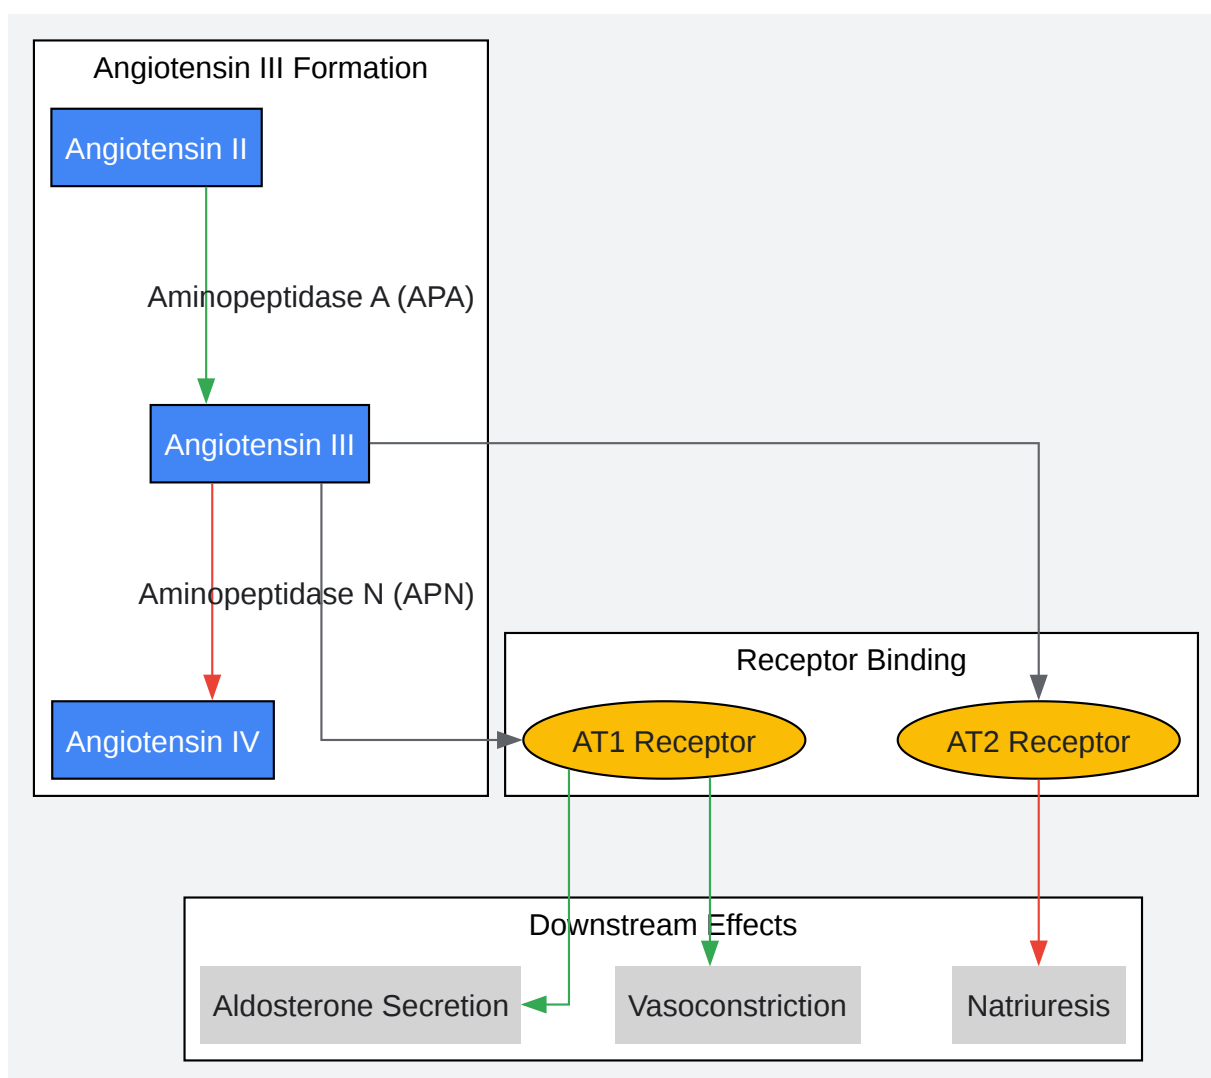 Angiotensin III Formation
Angiotensin II
Aminopeptidase A (APA)
Angiotensin III
Aminopeptidase N (APN)
Angiotensin IV
Receptor Binding
AT1 Receptor
AT2 Receptor
Downstream Effects
Aldosterone Secretion
Vasoconstriction
Natriuresis